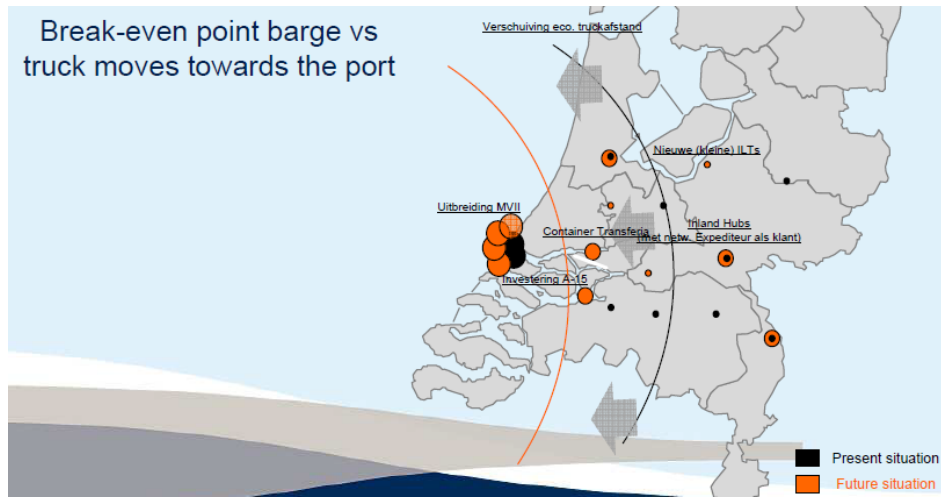 Break-even point barge vs
truck moves towards the port
Verschuiving eco. truckafstand
Nieuwe (kleine) ILTs
Uitbreiding MVII
Container Transferia
Inland Hubs
(met netw. Expediteur als klant)
Investering A-15
Present situation
Future situation